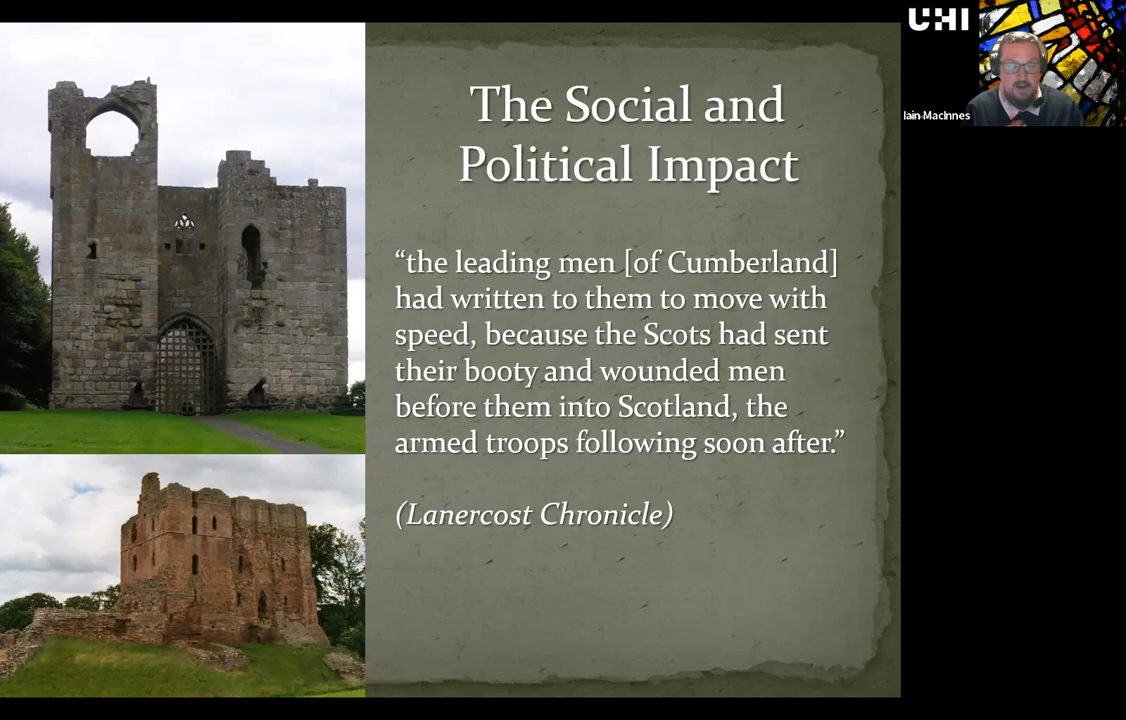 The Social and
Political Impact
“the leading men [of Cumberland]
had written to them to move with
speed, because the Scots had sent
their booty and wounded men
before them into Scotland, the
armed troops following soon after.”
(Lanercost Chronicle)
UHI
Iain MacInnes